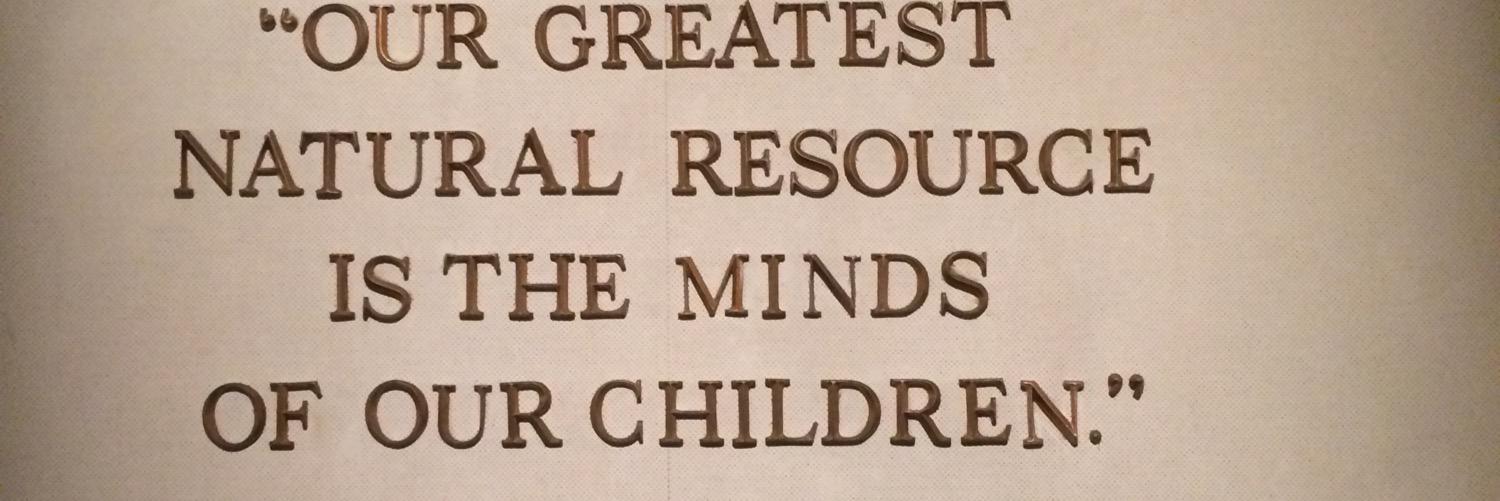 “OUR GREATEST
NATURAL RESOURCE
IS THE MINDS
OF OUR CHILDREN.”